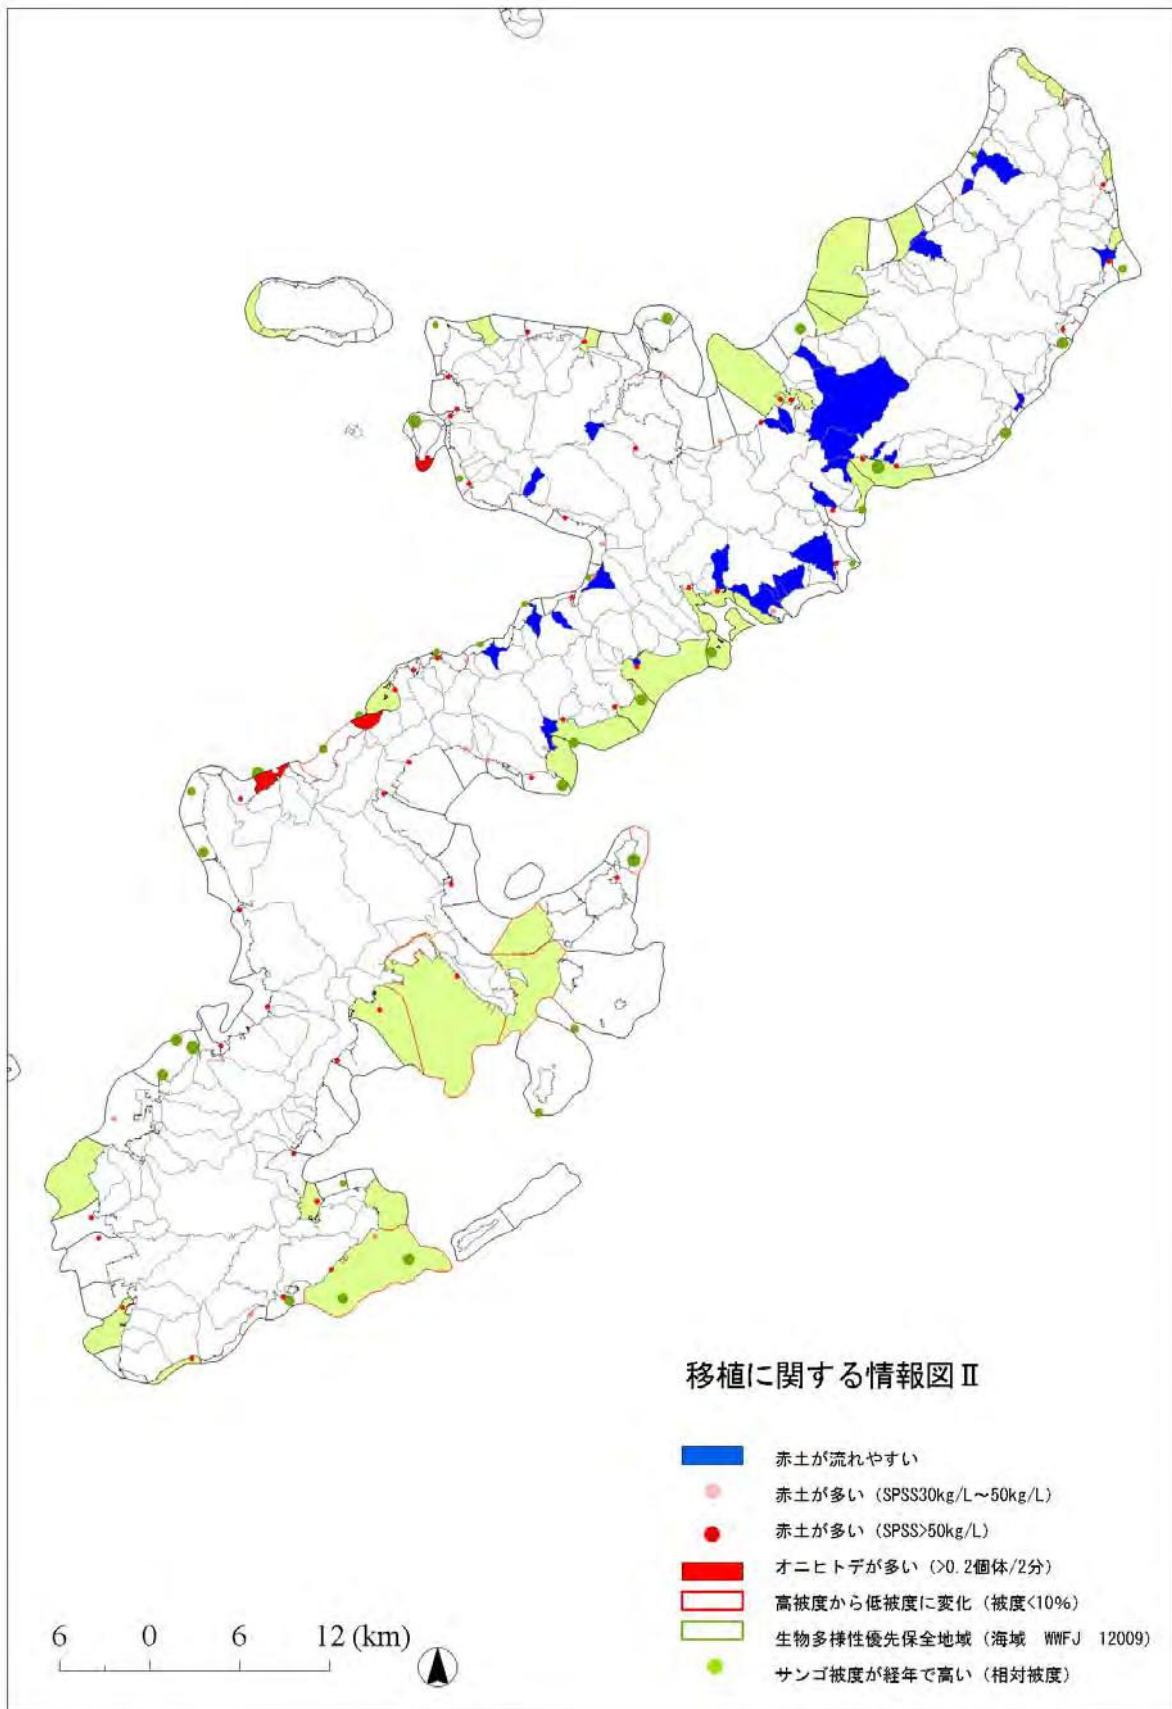 移植に関する情報図Ⅱ
赤土が流れやすい
赤土が多い（SPSS30kg/L～50kg/L）
赤土が多い（SPSS>50kg/L）
オニヒトデが多い（>0.2個体/2分）
高被度から低被度に変化（被度<10%）
生物多様性優先保全地域（海域　WWFJ　12009）
サンゴ被度が経年で高い（相対被度）
6 0 6 12 (km)